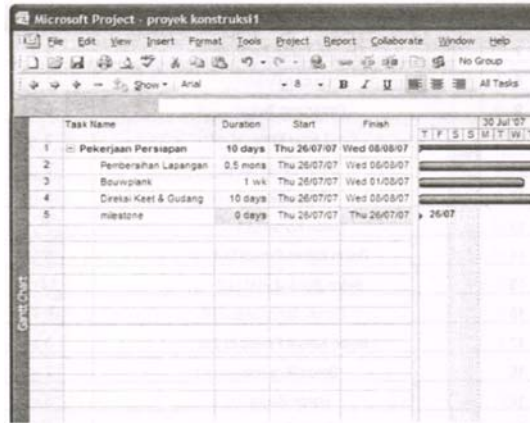 Microsoft Project - proyek konstruksi1
File Edit View Insert Format Tools Project Report Collaborate Window Help
No Group
Show Arial 8 B I U All Tasks
Task Name Duration Start Finish 30 Jul '07
T F S S M T W
1 Pekerjaan Persiapan 10 days Thu 26/07/07 Wed 08/08/07
2 Pembersihan Lapangan 0.5 mons Thu 26/07/07 Wed 08/08/07
3 Bouwplank 1 wk Thu 26/07/07 Wed 01/08/07
4 Direksi Keet & Gudang 10 days Thu 26/07/07 Wed 08/08/07
5 milestone 0 days Thu 26/07/07 Thu 26/07/07 26/07
Gantt Chart